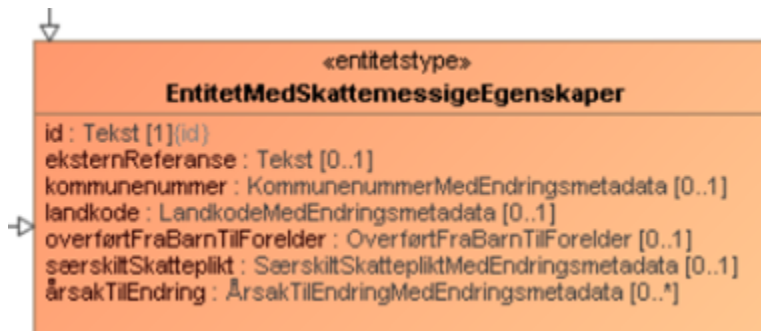 «entitetstype»
EntitetMedSkattemessigeEgenskaper
id : Tekst [1]{id}
eksternReferanse : Tekst [0..1]
kommunenummer : KommunenummerMedEndringsmetadata [0..1]
landkode : LandkodeMedEndringsmetadata [0..1]
overførtFraBarnTilForelder : OverførtFraBarnTilForelder [0..1]
særskiltSkatteplikt : SærskiltSkattepliktMedEndringsmetadata [0..1]
årsakTilEndring : ÅrsakTilEndringMedEndringsmetadata [0..*]